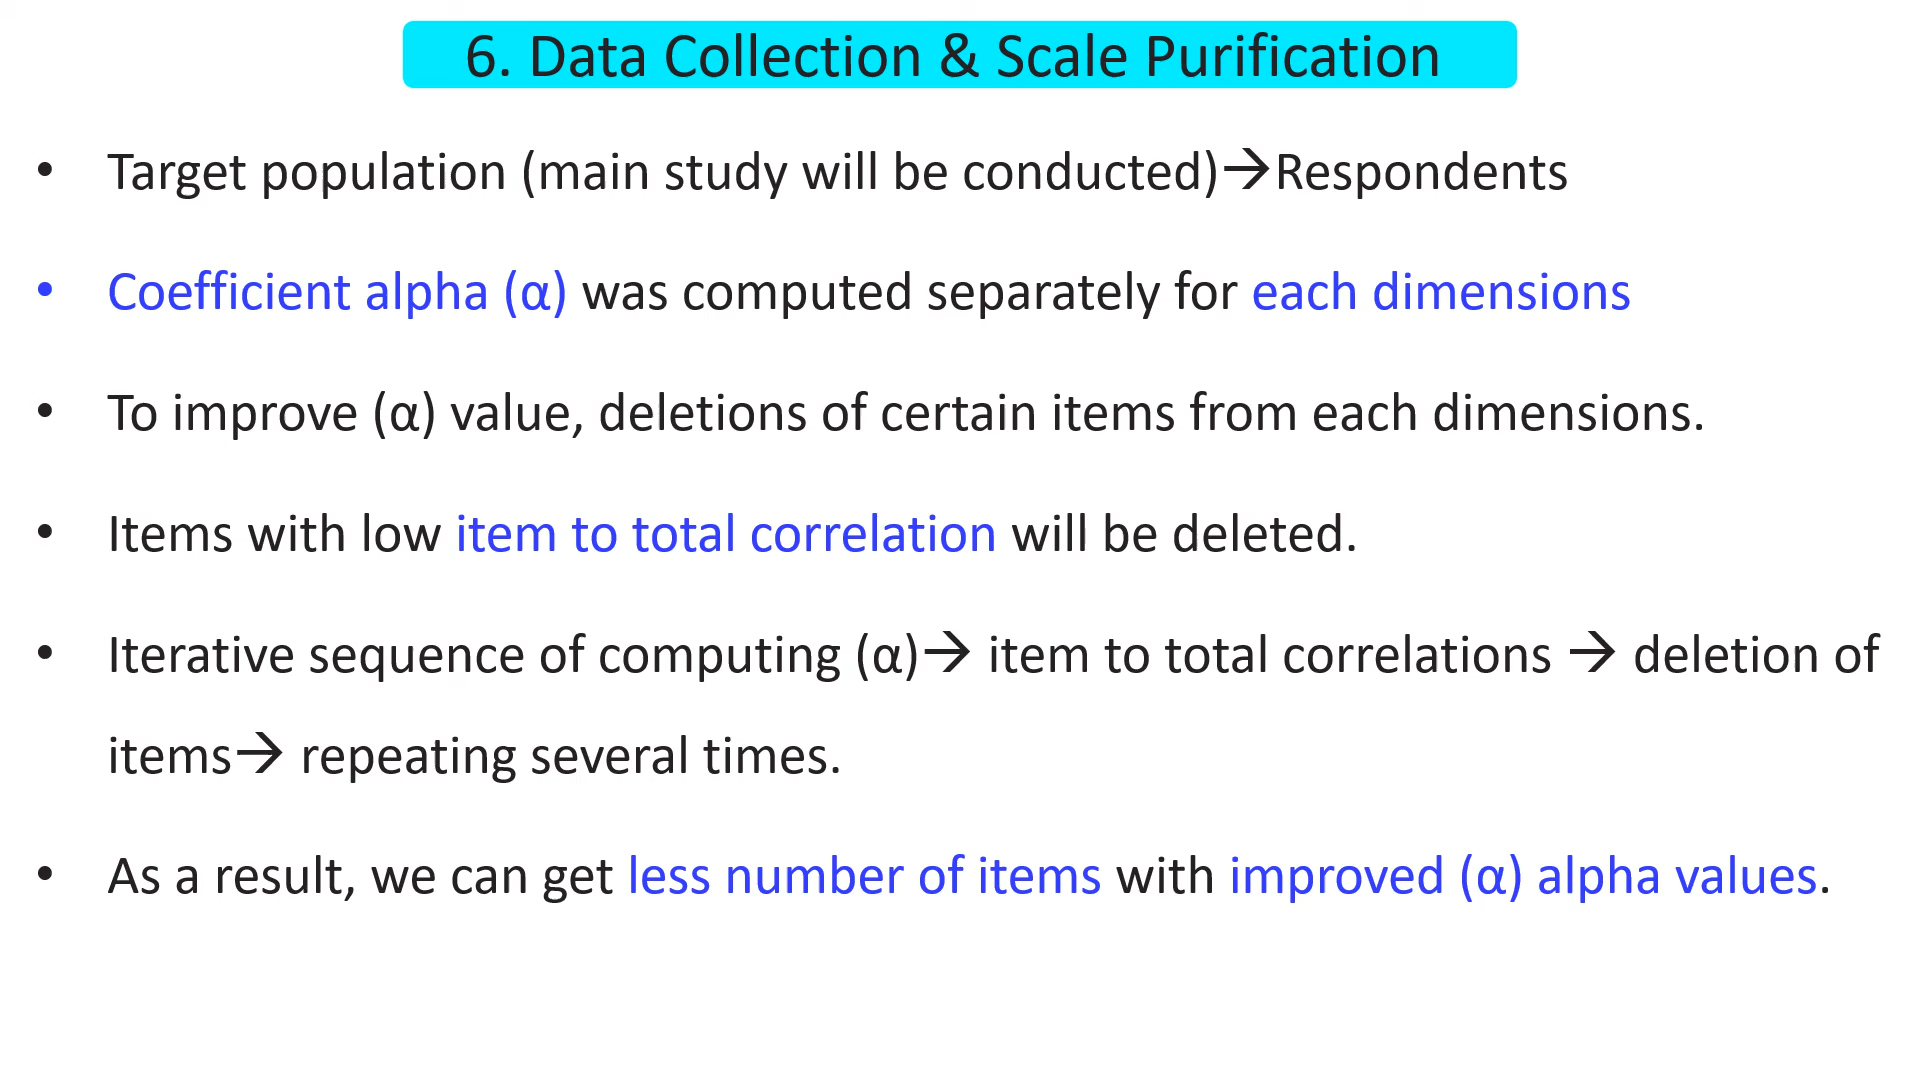 6. Data Collection & Scale Purification
• Target population (main study will be conducted)→Respondents
• Coefficient alpha (α) was computed separately for each dimensions
• To improve (α) value, deletions of certain items from each dimensions.
• Items with low item to total correlation will be deleted.
• Iterative sequence of computing (α)→ item to total correlations → deletion of
items→ repeating several times.
• As a result, we can get less number of items with improved (α) alpha values.